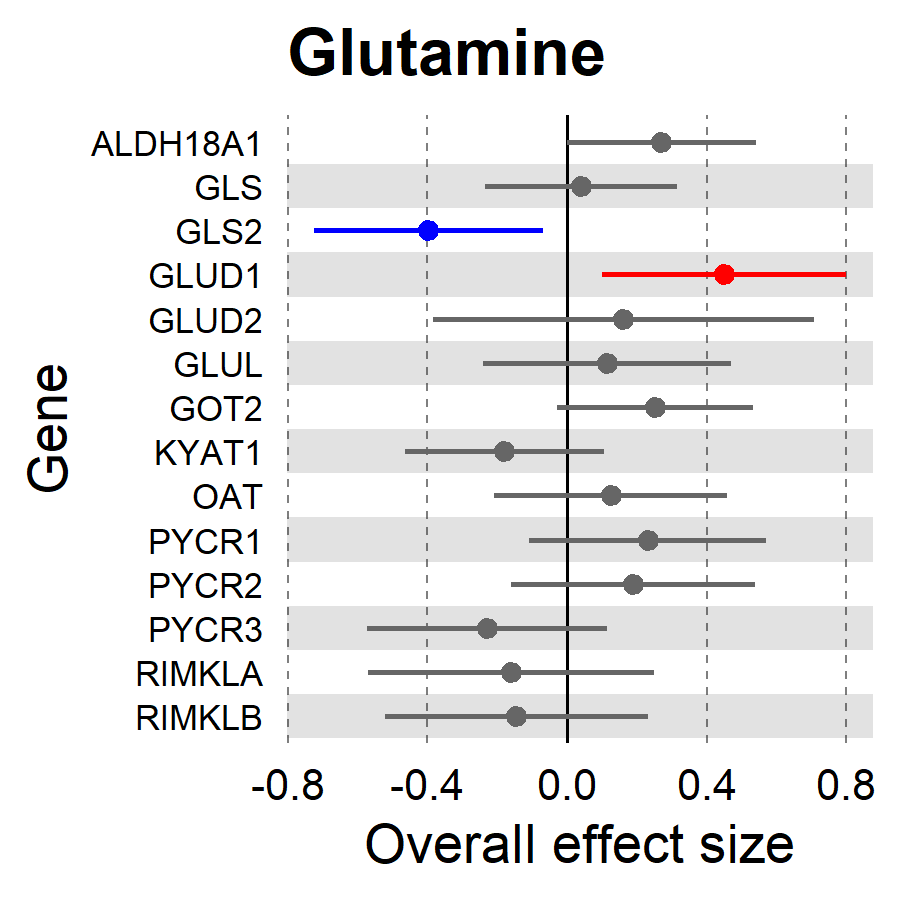 Glutamine
ALDH18A1
GLS
GLS2
GLUD1
GLUD2
GLUL
GOT2
KYAT1
OAT
PYCR1
PYCR2
PYCR3
RIMKLA
RIMKLB
Gene
-0.8 -0.4 0.0 0.4 0.8
Overall effect size